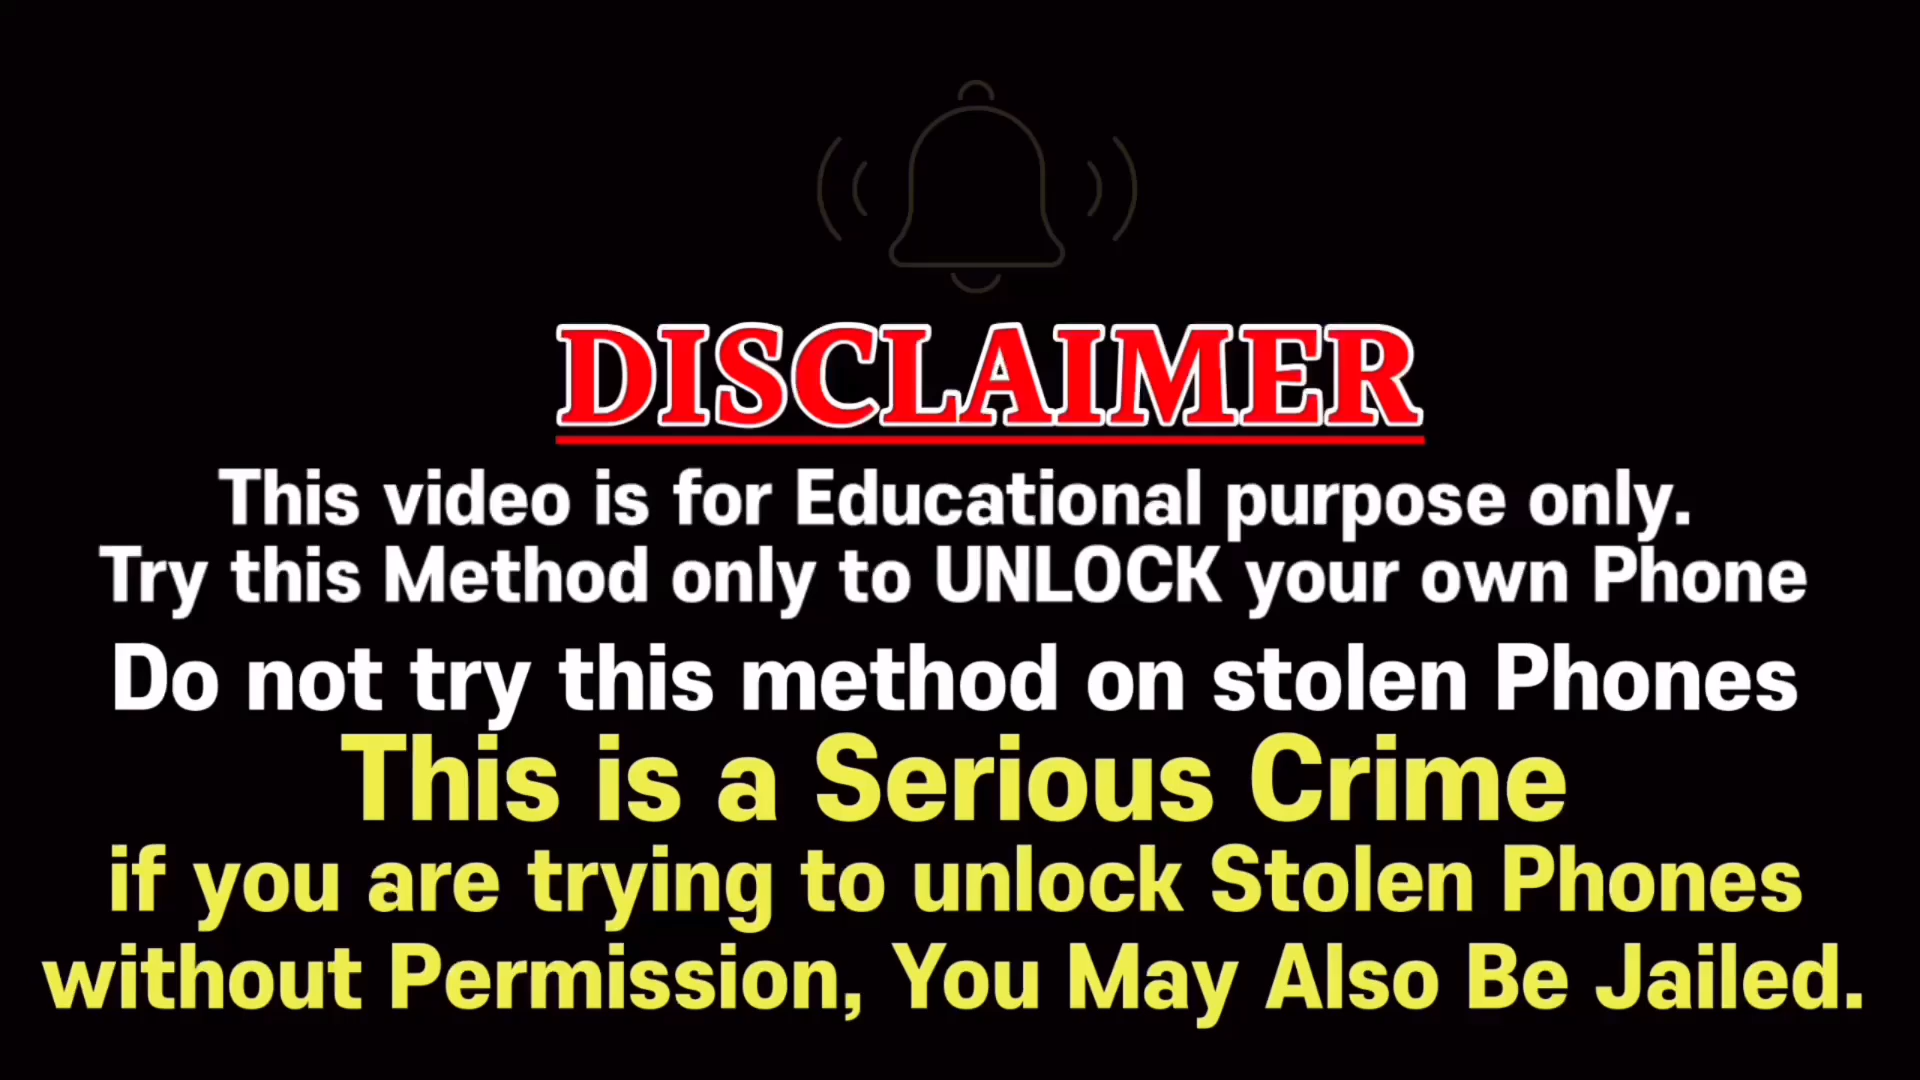 DISCLAIMER
This video is for Educational purpose only.
Try this Method only to UNLOCK your own Phone
Do not try this method on stolen Phones
This is a Serious Crime
if you are trying to unlock Stolen Phones
without Permission, You May Also Be Jailed.